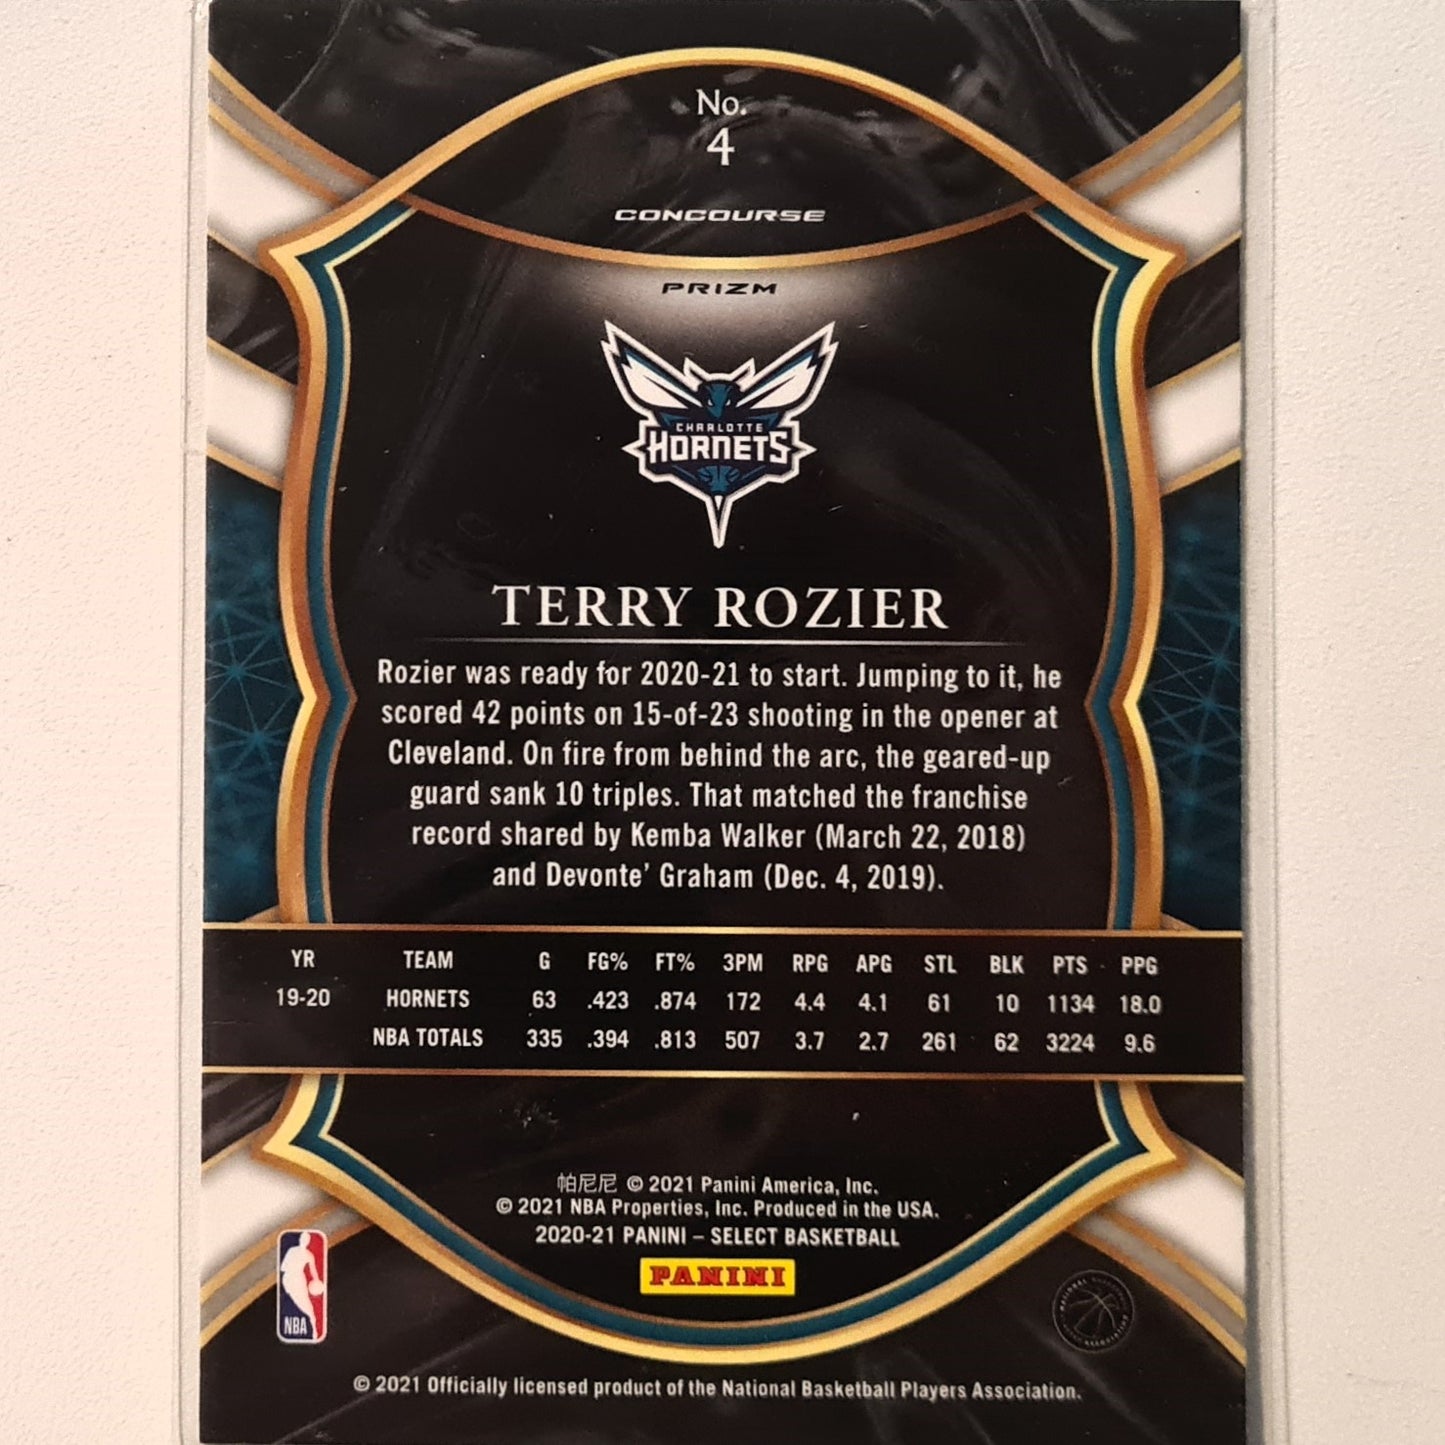 No.
4
CONCOURSE
PRIZM
CHARLOTTE
HORNETS
TERRY ROZIER
Rozier was ready for 2020-21 to start. Jumping to it, he
scored 42 points on 15-of-23 shooting in the opener at
Cleveland. On fire from behind the arc, the geared-up
guard sank 10 triples. That matched the franchise
record shared by Kemba Walker (March 22, 2018)
and Devonte' Graham (Dec. 4, 2019).
YR TEAM G FG% FT% 3PM RPG APG STL BLK PTS PPG
19-20 HORNETS 63 .423 .874 172 4.4 4.1 61 10 1134 18.0
NBA TOTALS 335 .394 .813 507 3.7 2.7 261 62 3224 9.6
帕尼尼 © 2021 Panini America, Inc.
© 2021 NBA Properties, Inc. Produced in the USA.
2020-21 PANINI – SELECT BASKETBALL
PANINI
NBA
© 2021 Officially licensed product of the National Basketball Players Association.